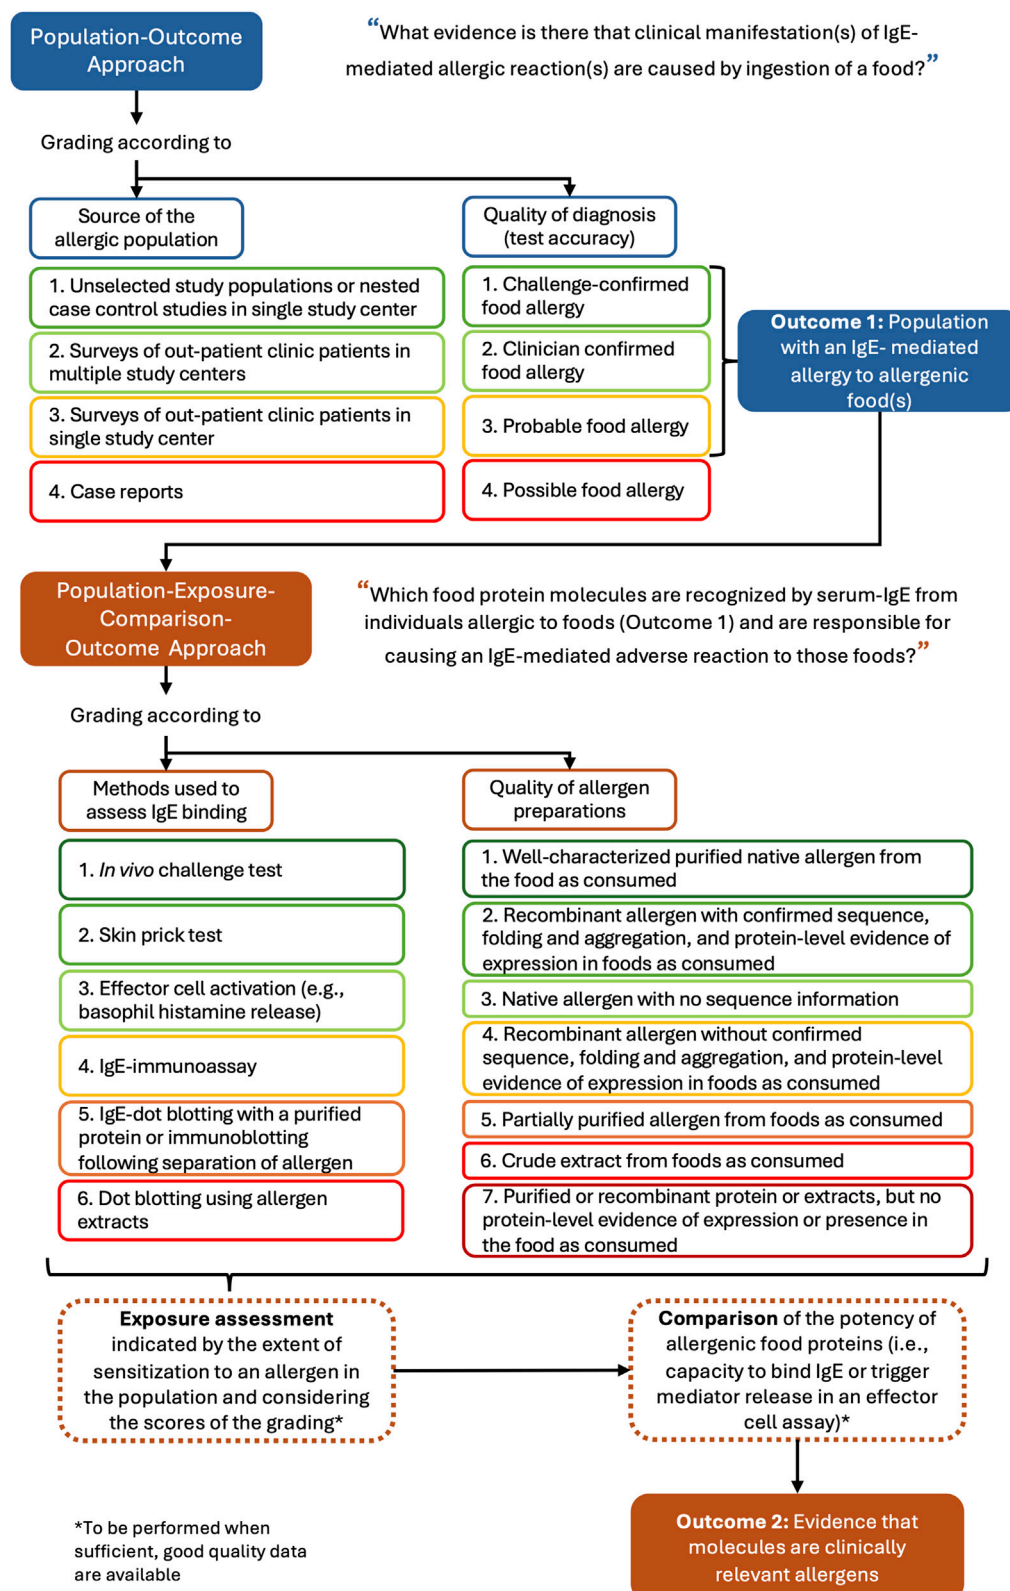 Population-Outcome
Approach
“What evidence is there that clinical manifestation(s) of IgE-
mediated allergic reaction(s) are caused by ingestion of a food?”
Grading according to
Source of the
allergic population
Quality of diagnosis
(test accuracy)
1. Unselected study populations or nested
case control studies in single study center
2. Surveys of out-patient clinic patients in
multiple study centers
3. Surveys of out-patient clinic patients in
single study center
4. Case reports
1. Challenge-confirmed
food allergy
2. Clinician confirmed
food allergy
3. Probable food allergy
4. Possible food allergy
Outcome 1: Population
with an IgE- mediated
allergy to allergenic
food(s)
Population-Exposure-
Comparison-
Outcome Approach
“Which food protein molecules are recognized by serum-IgE from
individuals allergic to foods (Outcome 1) and are responsible for
causing an IgE-mediated adverse reaction to those foods?”
Grading according to
Methods used to
assess IgE binding
Quality of allergen
preparations
1. In vivo challenge test
2. Skin prick test
3. Effector cell activation (e.g.,
basophil histamine release)
4. IgE-immunoassay
5. IgE-dot blotting with a purified
protein or immunoblotting
following separation of allergen
6. Dot blotting using allergen
extracts
1. Well-characterized purified native allergen from
the food as consumed
2. Recombinant allergen with confirmed sequence,
folding and aggregation, and protein-level evidence of
expression in foods as consumed
3. Native allergen with no sequence information
4. Recombinant allergen without confirmed
sequence, folding and aggregation, and protein-level
evidence of expression in foods as consumed
5. Partially purified allergen from foods as consumed
6. Crude extract from foods as consumed
7. Purified or recombinant protein or extracts, but no
protein-level evidence of expression or presence in
the food as consumed
Exposure assessment
indicated by the extent of
sensitization to an allergen in
the population and considering
the scores of the grading*
Comparison of the potency of
allergenic food proteins (i.e.,
capacity to bind IgE or trigger
mediator release in an effector
cell assay)*
*To be performed when
sufficient, good quality data
are available
Outcome 2: Evidence that
molecules are clinically
relevant allergens